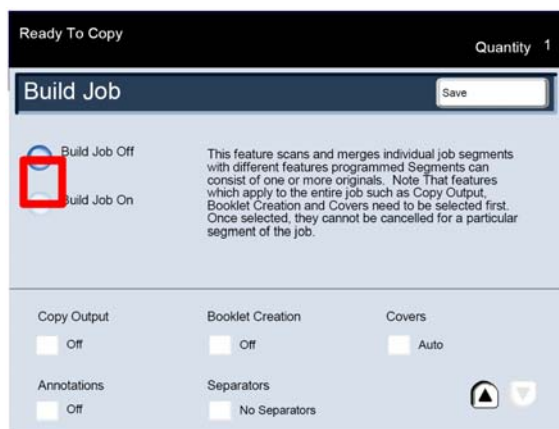 Ready To Copy
Quantity 1
Build Job
Save
Build Job Off
Build Job On
This feature scans and merges individual job segments
with different features programmed Segments can
consist of one or more originals. Note That features
which apply to the entire job such as Copy Output,
Booklet Creation and Covers need to be selected first.
Once selected, they cannot be cancelled for a particular
segment of the job.
Copy Output
Booklet Creation
Covers
Off
Off
Auto
Annotations
Separators
Off
No Separators